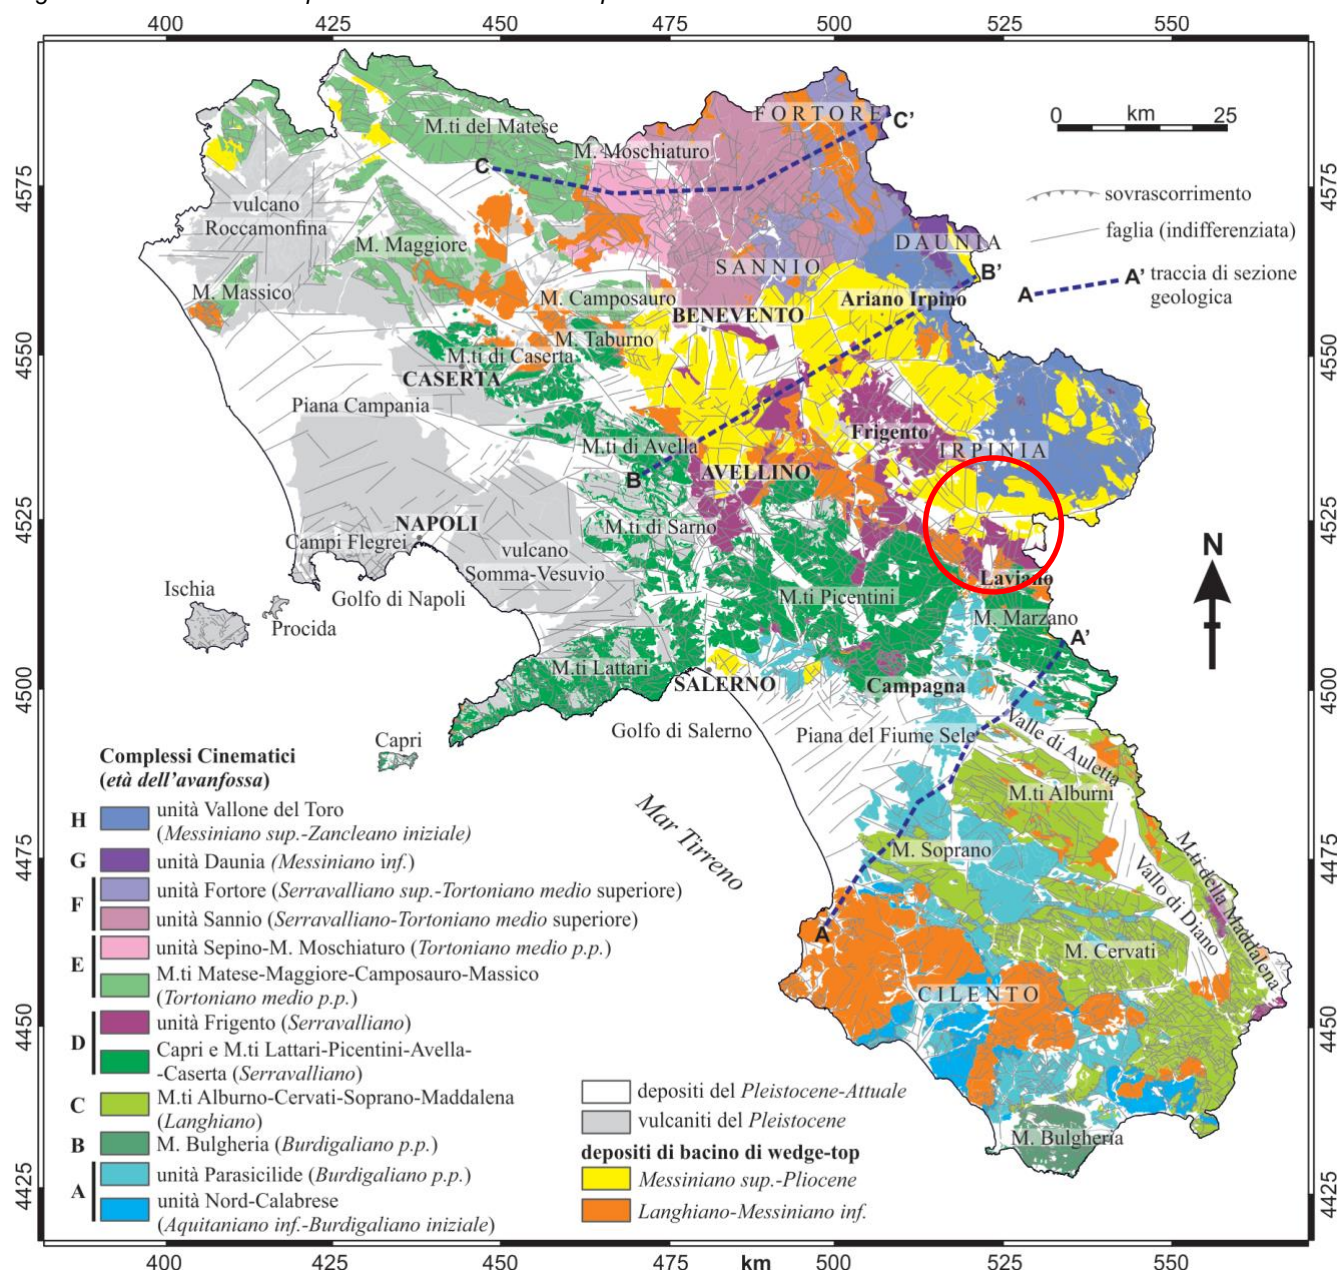 400 425 450 475 500 525 550
FORTORE
C'
0 km 25
M.ti del Matese
M. Moschiaturo
C
4575
4575
sovrascorrimento
vulcano
Roccamonfina
faglia (indifferenziata)
M. Maggiore
DAUNIA
SANNIO
B'
A A' traccia di sezione
geologica
M. Massico
M. Camposauro
Ariano Irpino
BENEVENTO
4550
4550
M. Taburno
M.ti di Caserta
CASERTA
Piana Campania
Frigento
M.ti di Avella
IRPINIA
B
AVELLINO
4525
4525
NAPOLI
M.ti di Sarno
Campi Flegrei
vulcano
Somma-Vesuvio
N
Laviano
Ischia
Golfo di Napoli
M.ti Picentini
Procida
M. Marzano
A'
M.ti Lattari
4500
4500
SALERNO
Campagna
Golfo di Salerno
Piana del Fiume Sele
Valle di Auletta
Capri
Complessi Cinematici
(età dell'avanfossa)
M.ti Alburni
Mar Tirreno
H unità Vallone del Toro
(Messiniano sup.-Zancleano iniziale)
M. Soprano
M.ti della Maddalena
Vallo di Diano
4475
4475
G unità Daunia (Messiniano inf.)
F unità Fortore (Serravalliano sup.-Tortoniano medio superiore)
unità Sannio (Serravalliano-Tortoniano medio superiore)
A
E unità Sepino-M. Moschiaturo (Tortoniano medio p.p.)
M. Cervati
M.ti Matese-Maggiore-Camposauro-Massico
(Tortoniano medio p.p.)
CILENTO
4450
4450
D unità Frigento (Serravalliano)
Capri e M.ti Lattari-Picentini-Avella-
-Caserta (Serravalliano)
C M.ti Alburno-Cervati-Soprano-Maddalena
(Langhiano)
B M. Bulgheria (Burdigaliano p.p.)
A unità Parasicilide (Burdigaliano p.p.)
unità Nord-Calabrese
(Aquitaniano inf.-Burdigaliano iniziale)
depositi del Pleistocene-Attuale
vulcaniti del Pleistocene
depositi di bacino di wedge-top
Messiniano sup.-Pliocene
Langhiano-Messiniano inf.
M. Bulgheria
4425
4425
400 425 450 475 km 500 525 550